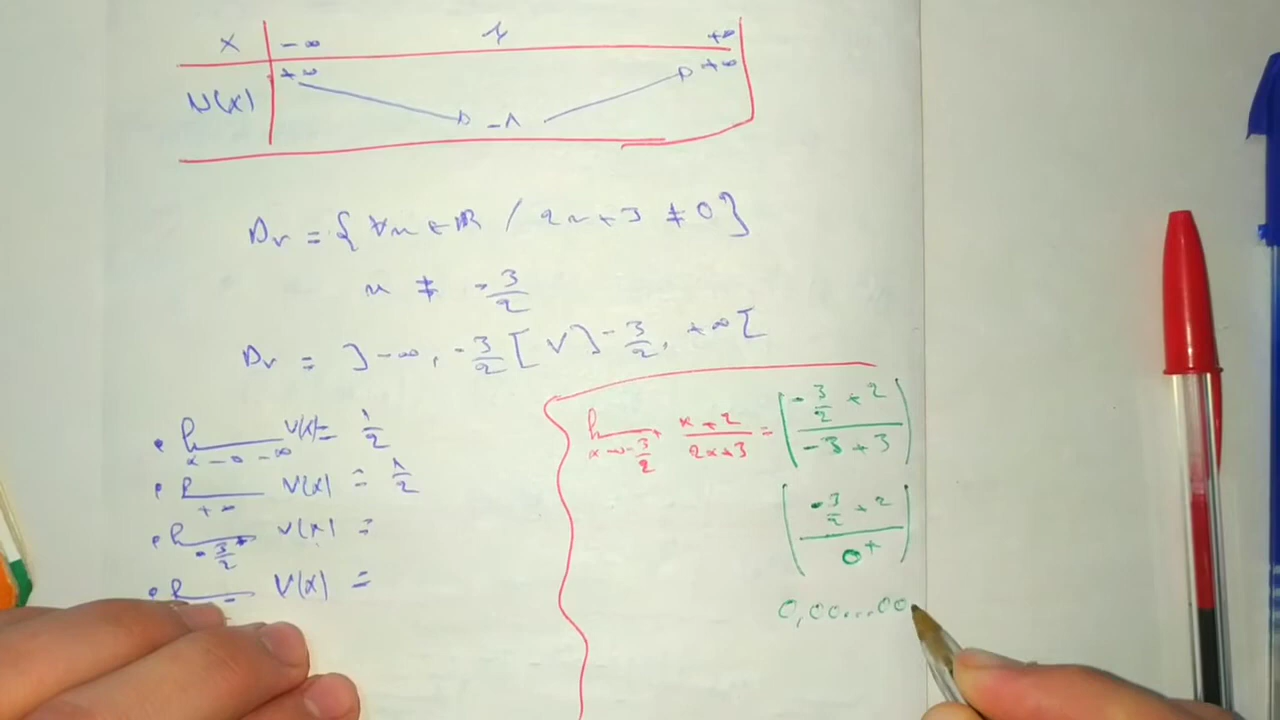 x -∞ 1 +∞
+∞ +∞
N(x) -1
Dv = { ∀x ∈ ℝ / 2x+3 ≠ 0 }
x ≠ -3/2
Dv = ]-∞, -3/2[ ∪ ]-3/2, +∞[
• lim x→-∞ V(x) = 1/2
• lim +∞ V(x) = 1/2
• lim -3/2+ V(x) =
• lim - V(x) =
lim x→-3/2+ (x+2)/(2x+3) = ((-3/2+2)/(-3+3))
((-3/2+2)/0+)
0,00...00